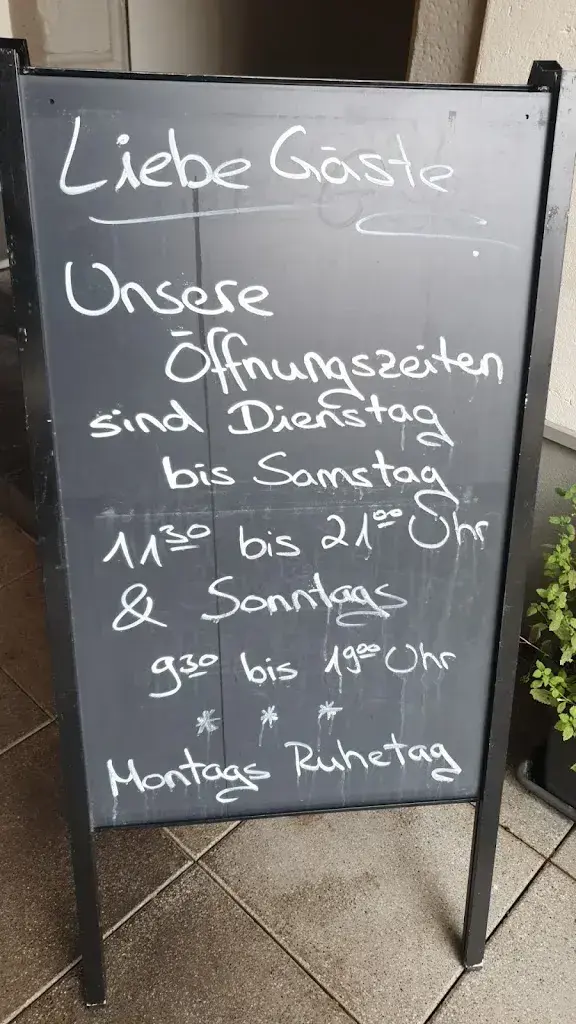 Liebe Gäste
Unsere
Öffnungszeiten
sind Dienstag
bis Samstag
11³⁰ bis 21⁰⁰ Uhr
& Sonntags
9³⁰ bis 19⁰⁰ Uhr
* * *
Montags Ruhetag